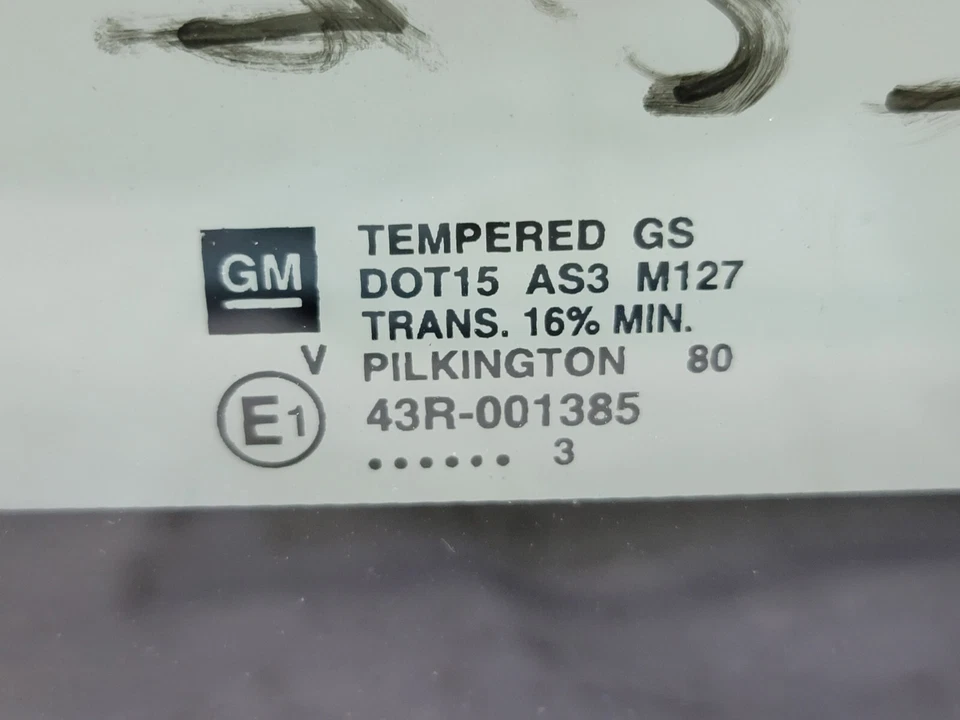 GM
TEMPERED GS
DOT15 AS3 M127
TRANS. 16% MIN.
V PILKINGTON 80
E1 43R-001385
...... 3